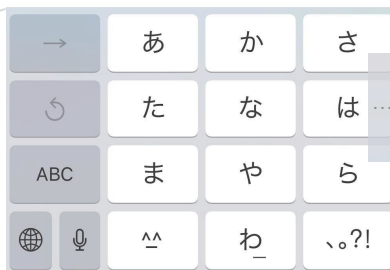 → あ か さ
た な は ...
ABC ま や ら
^^ わ_ 、。?!